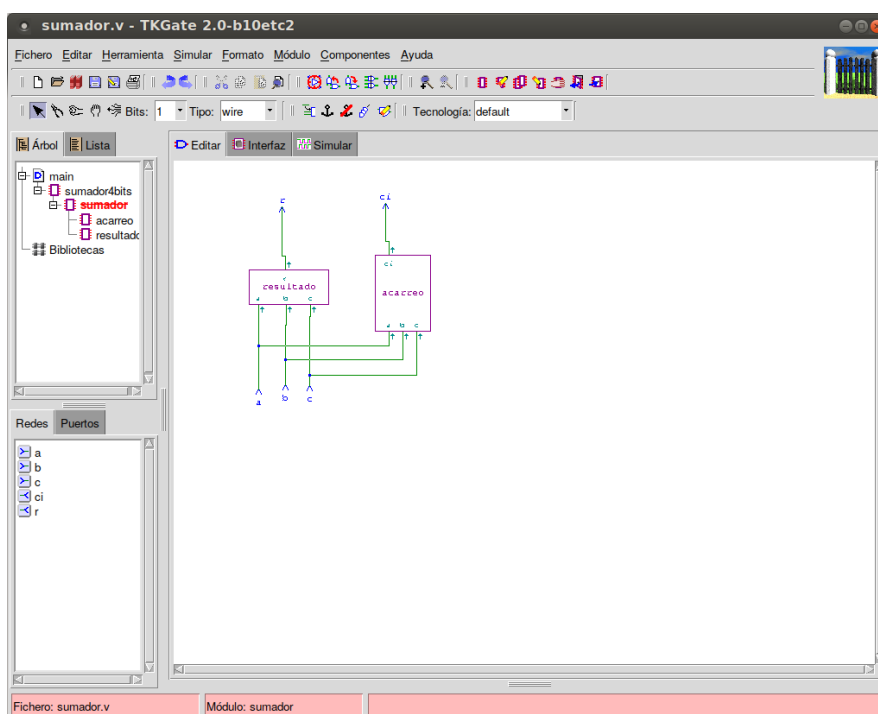 sumador.v - TKGate 2.0-b10etc2
Fichero Editar Herramienta Simular Formato Módulo Componentes Ayuda
Bits: 1 Tipo: wire Tecnología: default
Árbol Lista Editar Interfaz Simular
main
sumador4bits
sumador
acarreo
resultado
Bibliotecas
r ci
r ci
resultado acarreo
a b c
a b c
a b c
Redes Puertos
a
b
c
ci
r
Fichero: sumador.v Módulo: sumador